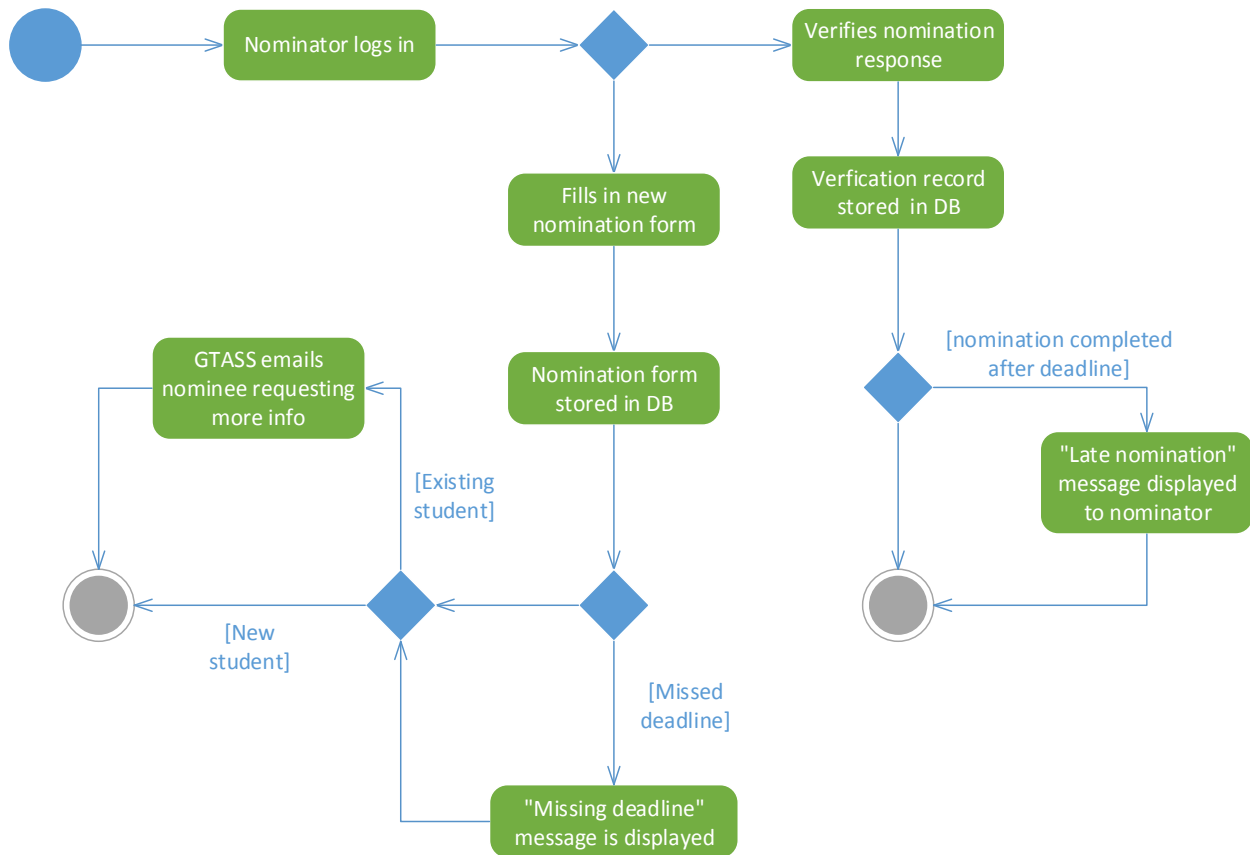 Nominator logs in
Verifies nomination
response
Fills in new
nomination form
Verfication record
stored  in DB
GTASS emails
nominee requesting
more info
Nomination form
stored in DB
[nomination completed
after deadline]
"Late nomination"
message displayed
to nominator
[Existing
student]
[New
student]
[Missed
deadline]
"Missing deadline"
message is displayed